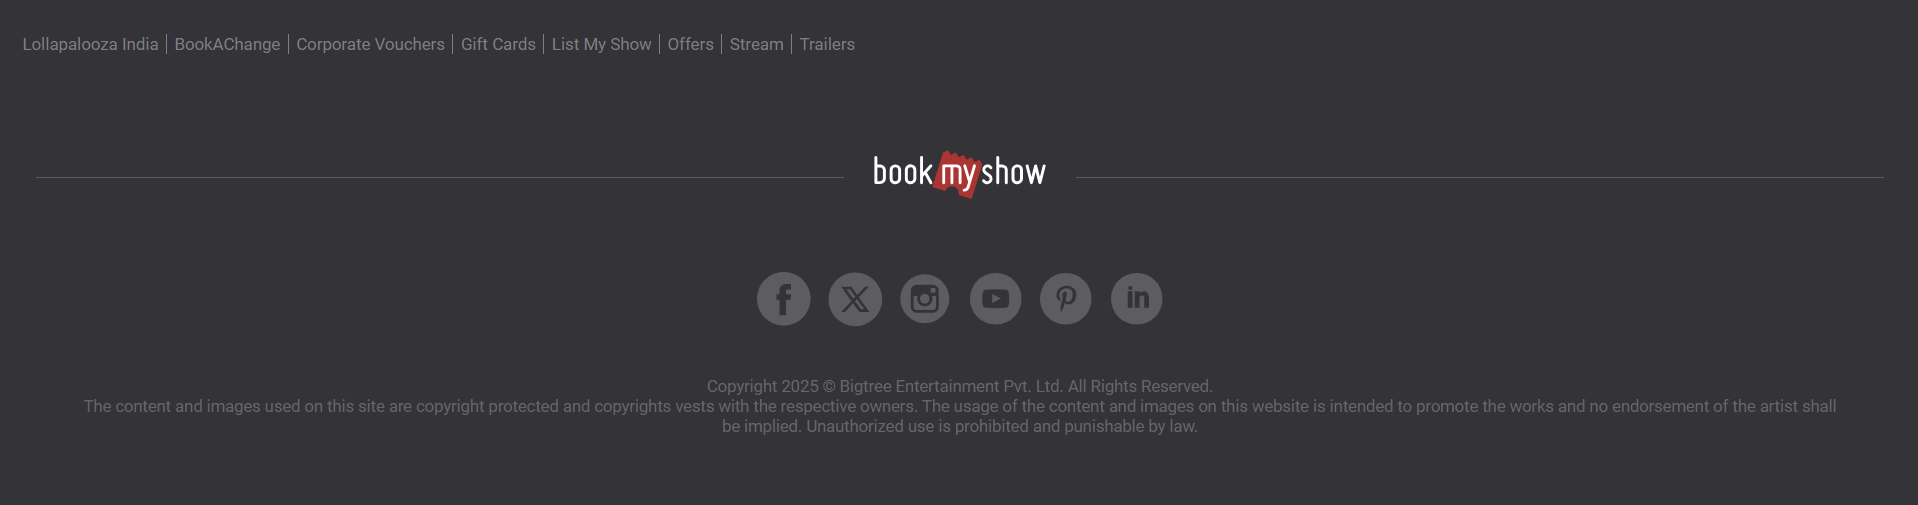 Lollapalooza India | BookAChange | Corporate Vouchers | Gift Cards | List My Show | Offers | Stream | Trailers
book my show
Copyright 2025 © Bigtree Entertainment Pvt. Ltd. All Rights Reserved.
The content and images used on this site are copyright protected and copyrights vests with the respective owners. The usage of the content and images on this website is intended to promote the works and no endorsement of the artist shall
be implied. Unauthorized use is prohibited and punishable by law.